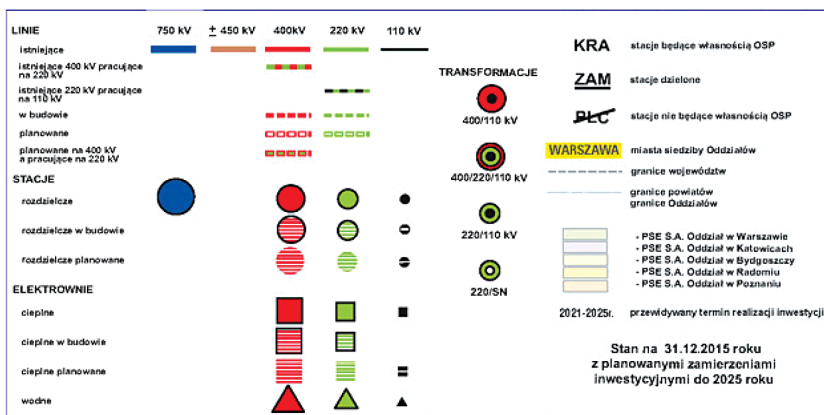 LINIE 750 kV ± 450 kV 400kV 220 kV 110 kV
istniejące
istniejące 400 kV pracujące
na 220 kV
istniejące 220 kV pracujące
na 110 kV
w budowie
planowane
planowane na 400 kV
a pracujące na 220 kV
STACJE
rozdzielcze
rozdzielcze w budowie
rozdzielcze planowane
ELEKTROWNIE
cieplne
cieplne w budowie
cieplne planowane
wodne
TRANSFORMACJE
400/110 kV
400/220/110 kV
220/110 kV
220/SN
KRA stacje będące własnością OSP
ZAM stacje dzielone
PŁC stacje nie będące własnością OSP
WARSZAWA miasta siedziby Oddziałów
granice województw
granice powiatów
granice Oddziałów
- PSE S.A. Oddział w Warszawie
- PSE S.A. Oddział w Katowicach
- PSE S.A. Oddział w Bydgoszczy
- PSE S.A. Oddział w Radomiu
- PSE S.A. Oddział w Poznaniu
2021-2025r. przewidywany termin realizacji inwestycji
Stan na 31.12.2015 roku
z planowanymi zamierzeniami
inwestycyjnymi do 2025 roku